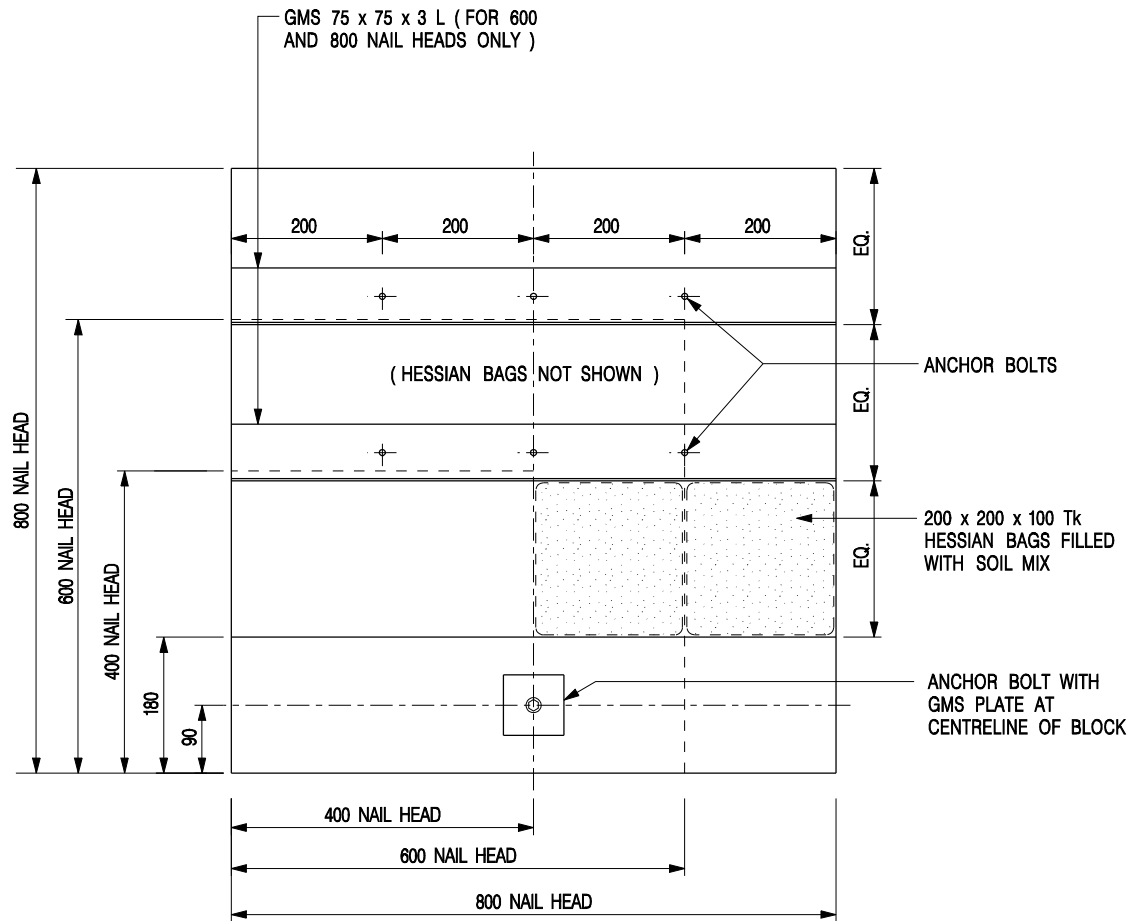 GMS 75 x 75 x 3 L ( FOR 600
AND 800 NAIL HEADS ONLY )
200
200
200
200
EQ.
( HESSIAN BAGS NOT SHOWN )
ANCHOR BOLTS
EQ.
800 NAIL HEAD
600 NAIL HEAD
400 NAIL HEAD
200 x 200 x 100 Tk
HESSIAN BAGS FILLED
WITH SOIL MIX
EQ.
180
90
ANCHOR BOLT WITH
GMS PLATE AT
CENTRELINE OF BLOCK
400 NAIL HEAD
600 NAIL HEAD
800 NAIL HEAD